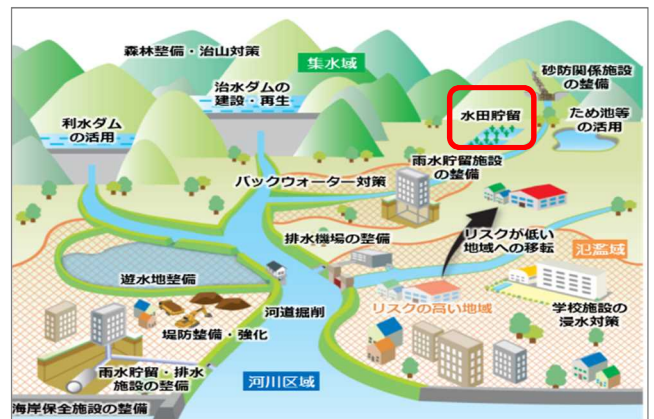 森林整備・治山対策
集水域
砂防関係施設
の整備
治水ダムの
建設・再生
水田貯留
ため池等
の活用
利水ダム
の活用
雨水貯留施設
の整備
バックウォーター対策
排水機場の整備
リスクが低い
地域への移転
氾濫域
遊水地整備
河道掘削
リスクの高い地域
学校施設の
浸水対策
堤防整備・強化
雨水貯留・排水
施設の整備
河川区域
海岸保全施設の整備